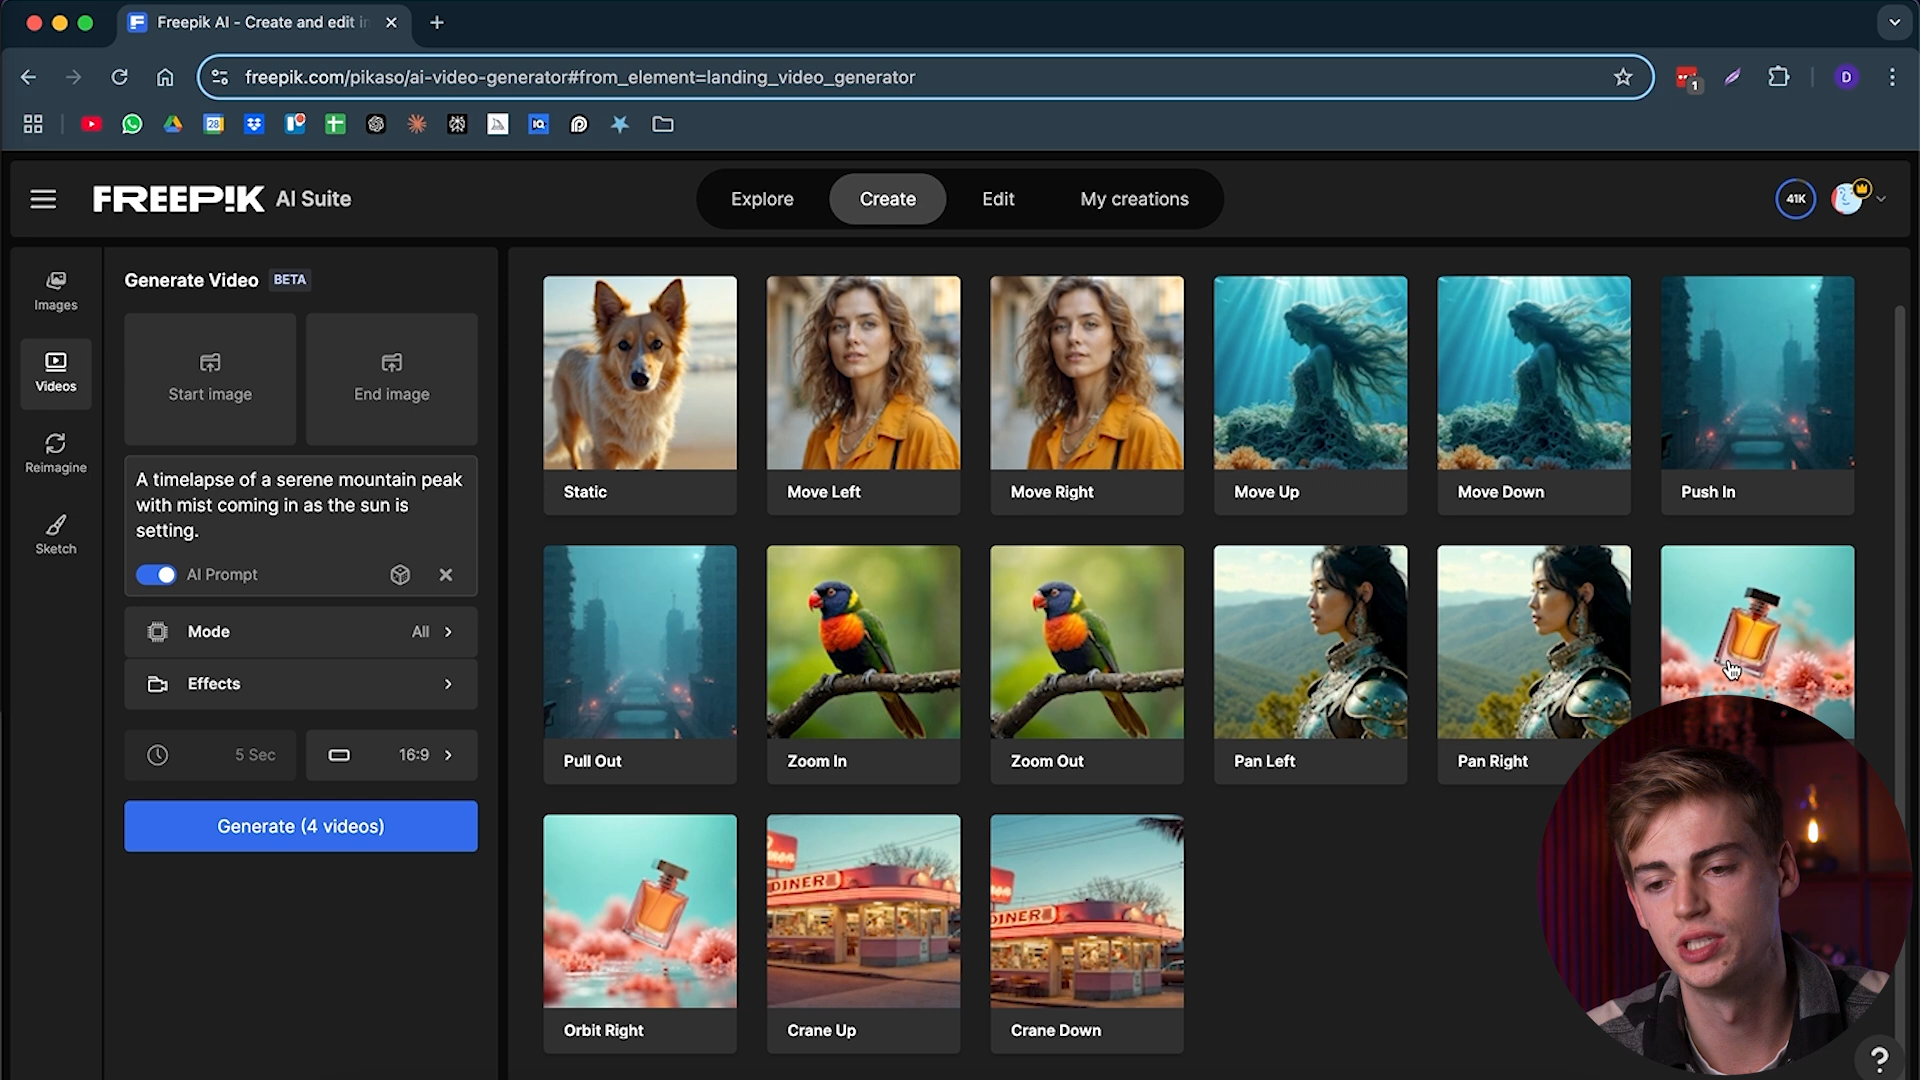 Freepik AI - Create and edit in
freepik.com/pikaso/ai-video-generator#from_element=landing_video_generator
1
D
28
IQ
FREEP!K AI Suite
Explore
Create
Edit
My creations
41K
Images
Videos
Reimagine
Sketch
Generate Video BETA
Start image
End image
A timelapse of a serene mountain peak
with mist coming in as the sun is
setting.
AI Prompt
Mode All
Effects
5 Sec
16:9
Generate (4 videos)
Static
Move Left
Move Right
Move Up
Move Down
Push In
Pull Out
Zoom In
Zoom Out
Pan Left
Pan Right
DINER
DINER
Orbit Right
Crane Up
Crane Down
?